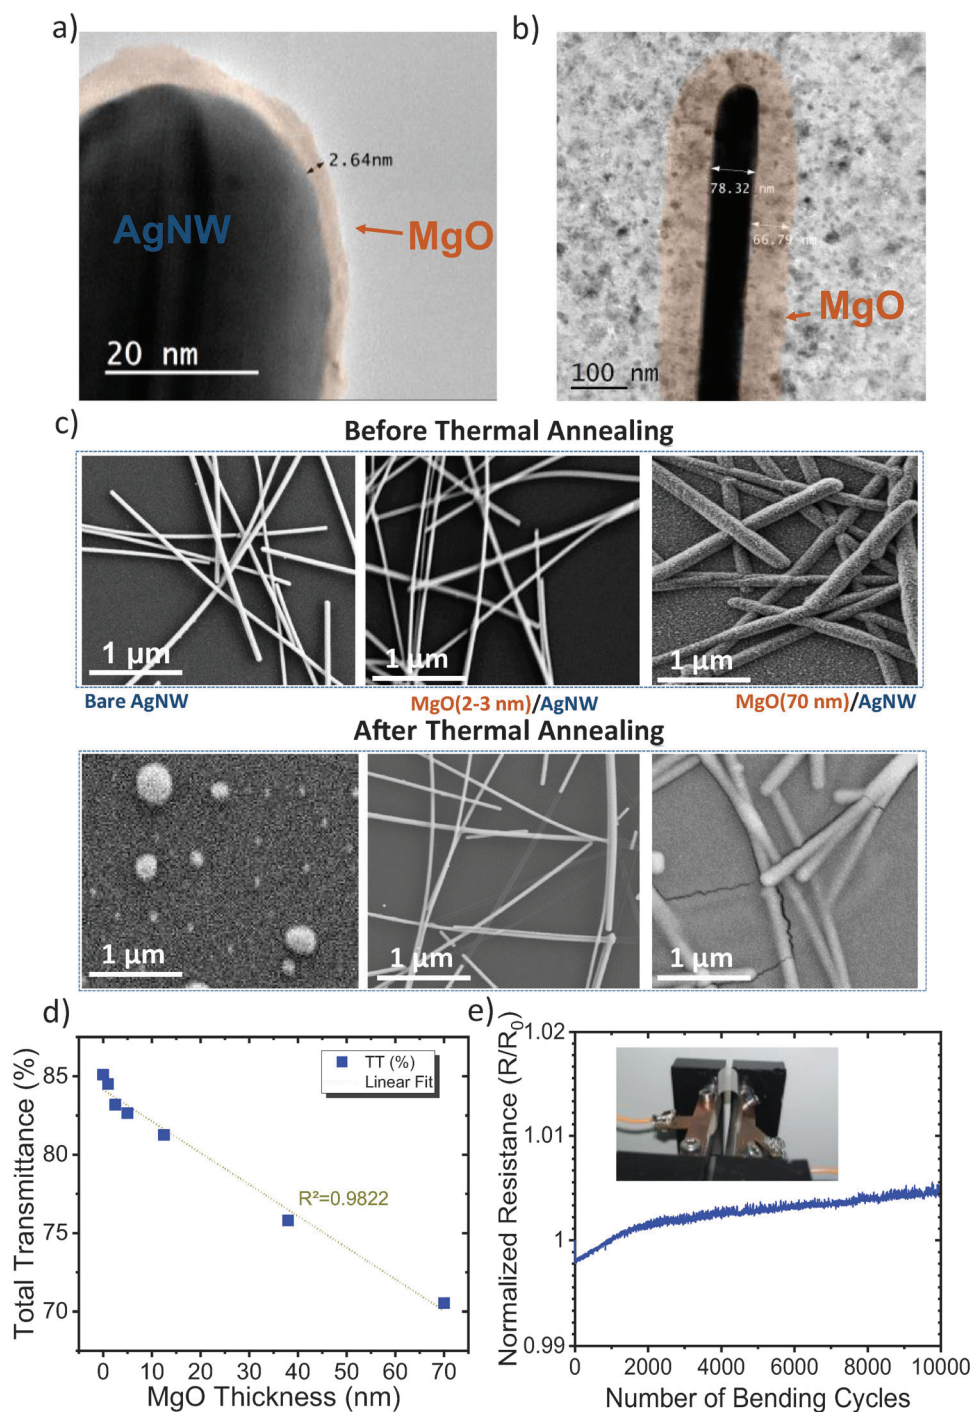 a)
2.64nm
AgNW
MgO
20 nm
b)
78.32 nm
66.79 nm
MgO
100 nm
c)
Before Thermal Annealing
1 µm
1 µm
1 µm
Bare AgNW
MgO(2-3 nm)/AgNW
MgO(70 nm)/AgNW
After Thermal Annealing
1 µm
1 µm
1 µm
d)
Total Transmittance (%)
85
80
75
70
TT (%)
Linear Fit
R²=0.9822
0 10 20 30 40 50 60 70
MgO Thickness (nm)
e)
Normalized Resistance (R/R₀)
1.02
1.01
1
0.99
0 2000 4000 6000 8000 10000
Number of Bending Cycles